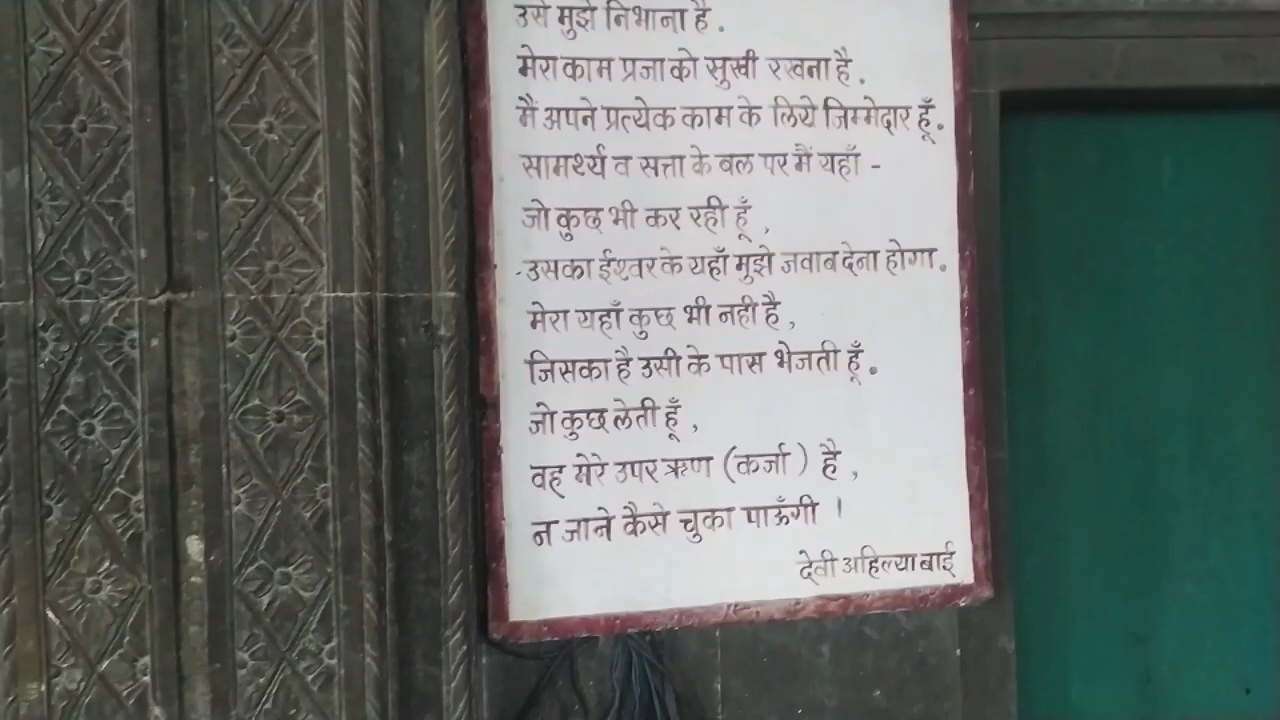 उसे मुझे निभाना है.
मेरा काम प्रजा को सुखी रखना है.
मैं अपने प्रत्येक काम के लिये जिम्मेदार हूँ.
सामर्थ्य व सत्ता के बल पर मैं यहाँ -
जो कुछ भी कर रही हूँ,
-उसका ईश्वर के यहाँ मुझे जवाब देना होगा.
मेरा यहाँ कुछ भी नही है,
जिसका है उसी के पास भेजती हूँ.
जो कुछ लेती हूँ,
वह मेरे उपर ऋण (कर्जा) है,
न जाने कैसे चुका पाऊँगी ।
देवी अहिल्या बाई